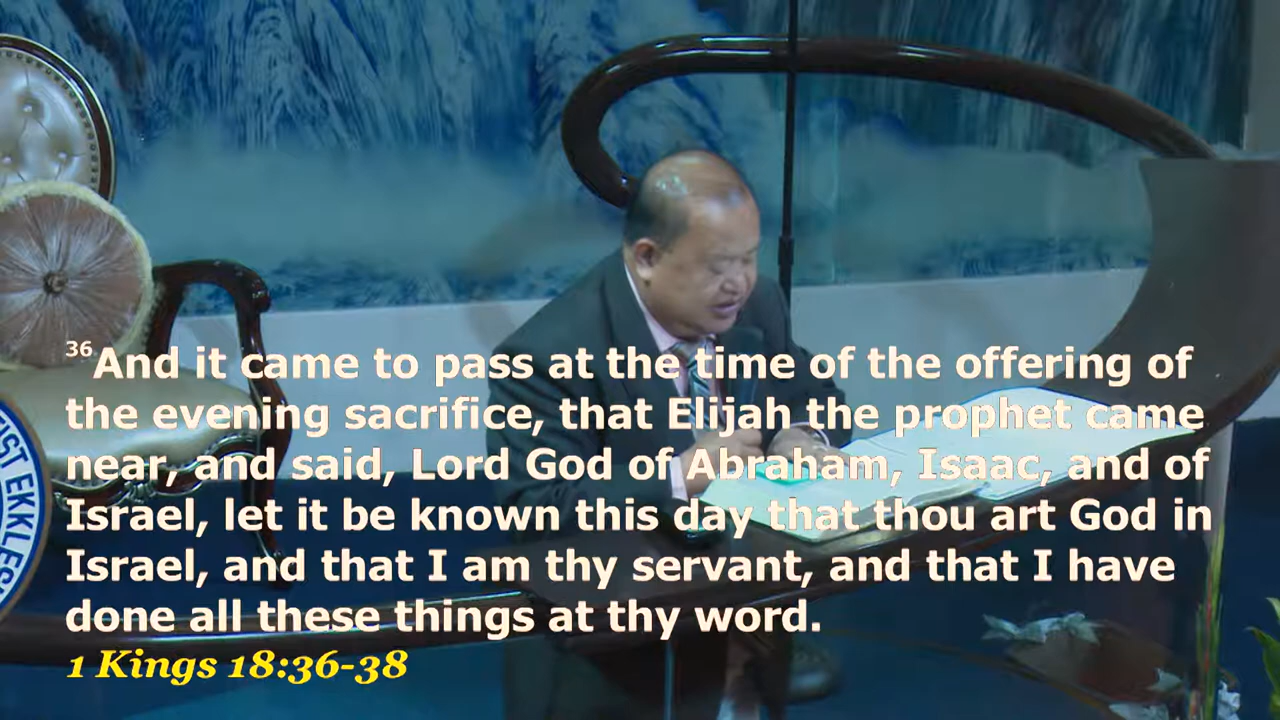 36And it came to pass at the time of the offering of
the evening sacrifice, that Elijah the prophet came
near, and said, Lord God of Abraham, Isaac, and of
Israel, let it be known this day that thou art God in
Israel, and that I am thy servant, and that I have
done all these things at thy word.
1 Kings 18:36-38
IST EKKLES